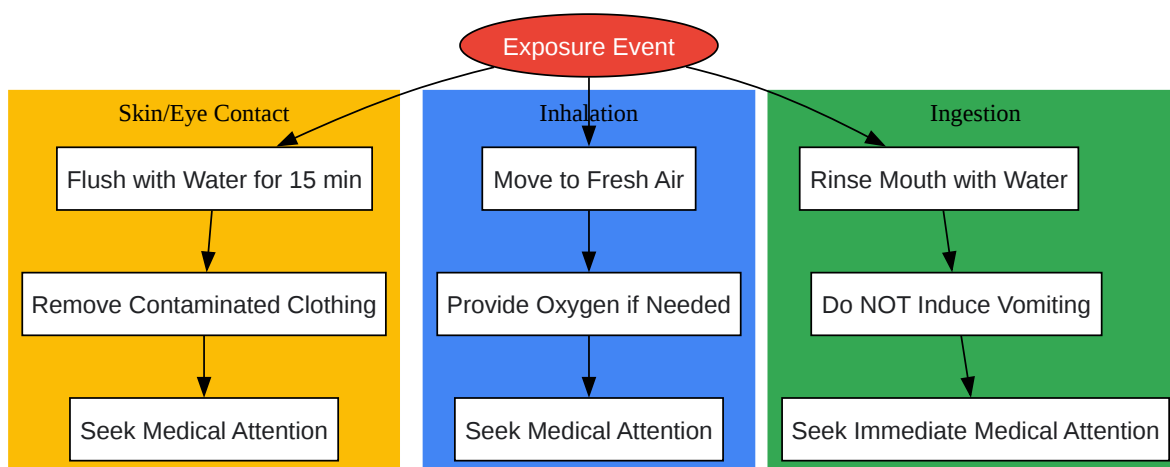 Exposure Event
Skin/Eye Contact
Inhalation
Ingestion
Flush with Water for 15 min
Move to Fresh Air
Rinse Mouth with Water
Remove Contaminated Clothing
Provide Oxygen if Needed
Do NOT Induce Vomiting
Seek Medical Attention
Seek Medical Attention
Seek Immediate Medical Attention